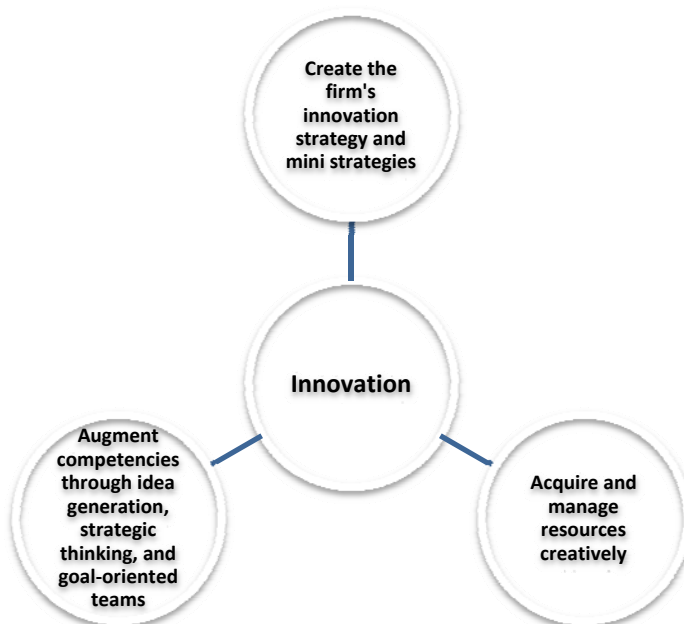 Create the
firm's
innovation
strategy and
mini strategies
Innovation
Augment
competencies
through idea
generation,
strategic
thinking, and
goal-oriented
teams
Acquire and
manage
resources
creatively